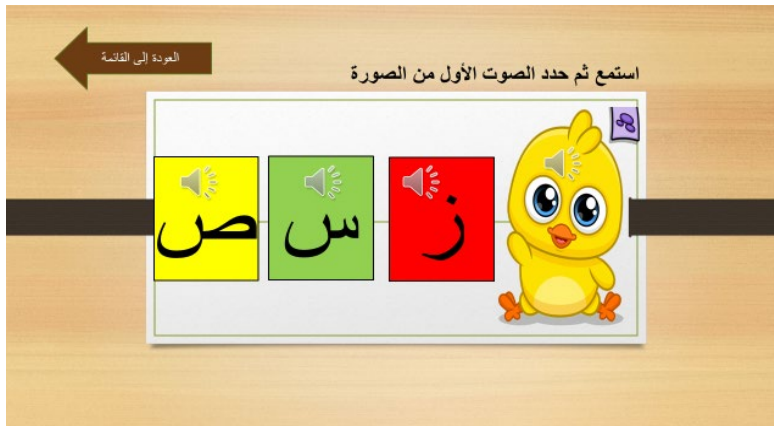 العودة إلى القائمة
استمع ثم حدد الصوت الأول من الصورة
ز س ص